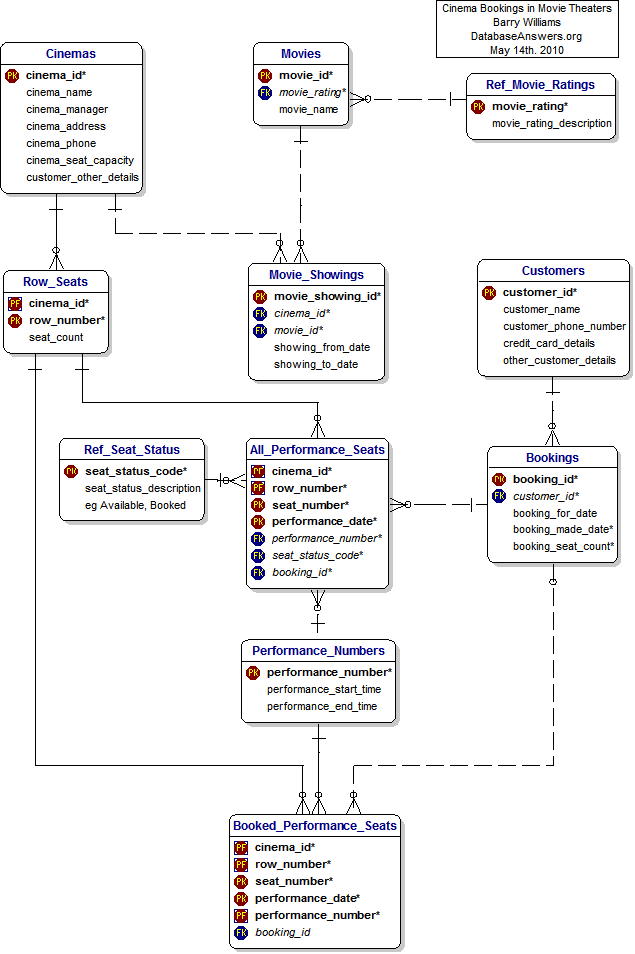 Cinema Bookings in Movie Theaters
Barry Williams
DatabaseAnswers.org
May 14th. 2010
Cinemas
PK cinema_id*
cinema_name
cinema_manager
cinema_address
cinema_phone
cinema_seat_capacity
customer_other_details
Movies
PK movie_id*
FK movie_rating*
movie_name
Ref_Movie_Ratings
PK movie_rating*
movie_rating_description
Row_Seats
PF cinema_id*
PK row_number*
seat_count
Movie_Showings
PK movie_showing_id*
FK cinema_id*
FK movie_id*
showing_from_date
showing_to_date
Customers
PK customer_id*
customer_name
customer_phone_number
credit_card_details
other_customer_details
Ref_Seat_Status
PK seat_status_code*
seat_status_description
eg Available, Booked
All_Performance_Seats
PF cinema_id*
PF row_number*
PK seat_number*
PK performance_date*
FK performance_number*
FK seat_status_code*
FK booking_id*
Bookings
PK booking_id*
FK customer_id*
booking_for_date
booking_made_date*
booking_seat_count*
Performance_Numbers
PK performance_number*
performance_start_time
performance_end_time
Booked_Performance_Seats
PF cinema_id*
PF row_number*
PK seat_number*
PK performance_date*
PF performance_number*
FK booking_id